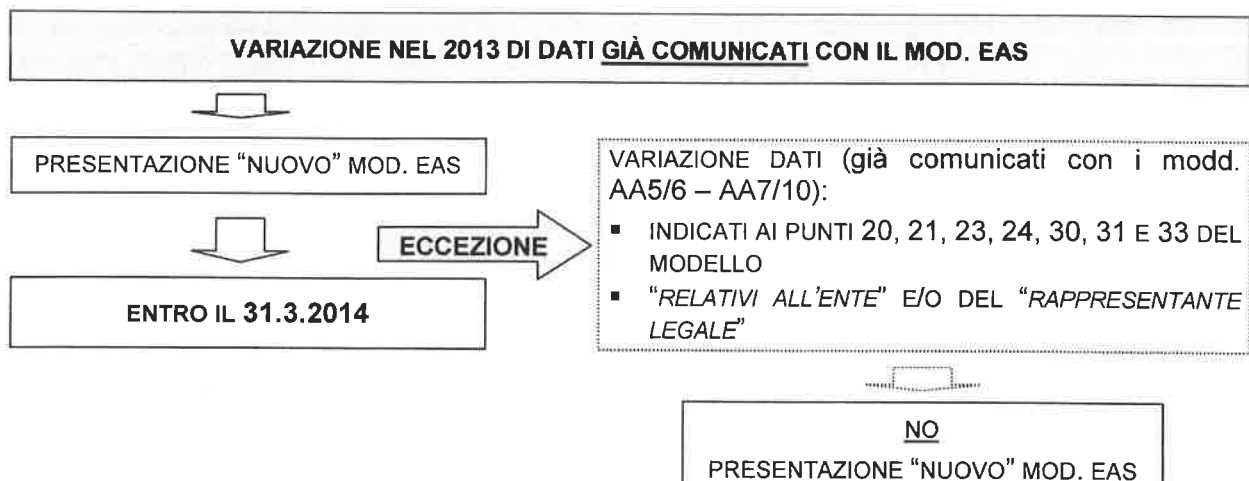 VARIAZIONE NEL 2013 DI DATI GIÀ COMUNICATI CON IL MOD. EAS
PRESENTAZIONE “NUOVO” MOD. EAS
ENTRO IL 31.3.2014
ECCEZIONE
VARIAZIONE DATI (già comunicati con i modd.
AA5/6 – AA7/10):
▪ INDICATI AI PUNTI 20, 21, 23, 24, 30, 31 E 33 DEL
MODELLO
▪ “RELATIVI ALL’ENTE” E/O DEL “RAPPRESENTANTE
LEGALE”
NO
PRESENTAZIONE “NUOVO” MOD. EAS